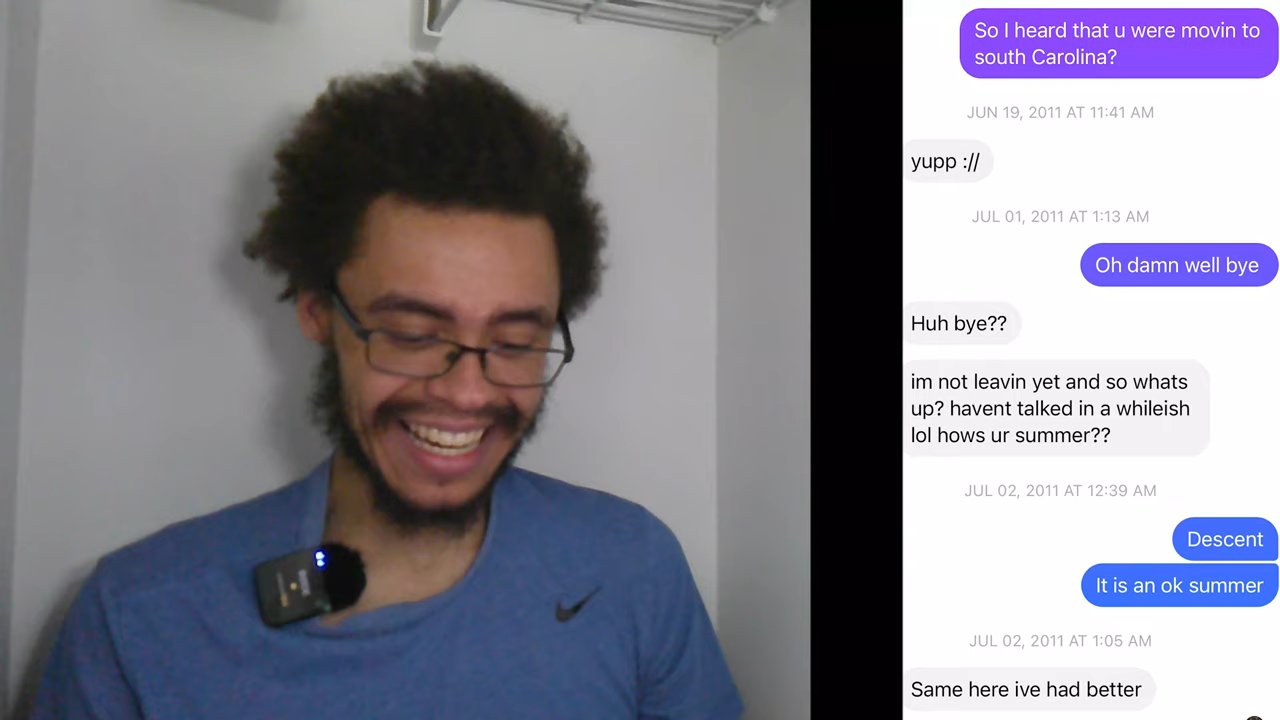 So I heard that u were movin to
south Carolina?
JUN 19, 2011 AT 11:41 AM
yupp ://
JUL 01, 2011 AT 1:13 AM
Oh damn well bye
Huh bye??
im not leavin yet and so whats
up? havent talked in a whileish
lol hows ur summer??
JUL 02, 2011 AT 12:39 AM
Descent
It is an ok summer
JUL 02, 2011 AT 1:05 AM
Same here ive had better